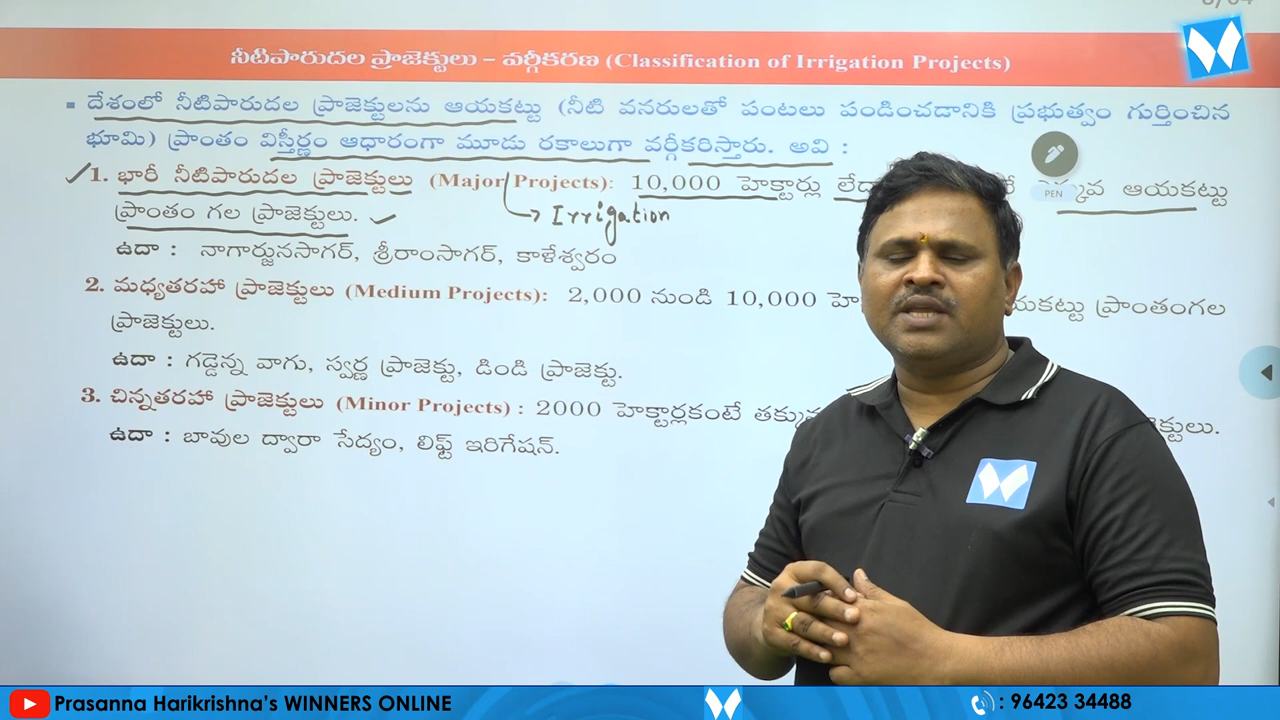 నీటిపారుదల ప్రాజెక్టులు – వర్గీకరణ (Classification of Irrigation Projects)
▪ దేశంలో నీటిపారుదల ప్రాజెక్టులను ఆయకట్టు (నీటి వనరులతో పంటలు పండించడానికి ప్రభుత్వం గుర్తించిన
భూమి) ప్రాంతం విస్తీర్ణం ఆధారంగా మూడు రకాలుగా వర్గీకరిస్తారు. అవి :
1. భారీ నీటిపారుదల ప్రాజెక్టులు (Major Projects): 10,000 హెక్టార్లు ఆయకట్టు
PEN
ప్రాంతం గల ప్రాజెక్టులు.
Irrigation
ఉదా : నాగార్జునసాగర్, శ్రీరాంసాగర్, కాళేశ్వరం
2. మధ్యతరహా ప్రాజెక్టులు (Medium Projects): 2,000 నుండి 10,000 ప్రాంతంగల
ప్రాజెక్టులు.
ఉదా : గడ్డెన్న వాగు, స్వర్ణ ప్రాజెక్టు, డిండి ప్రాజెక్టు.
3. చిన్నతరహా ప్రాజెక్టులు (Minor Projects) : 2000 హెక్టార్లకంటే
ఉదా : బావుల ద్వారా సేద్యం, లిఫ్ట్ ఇరిగేషన్.
Prasanna Harikrishna's WINNERS ONLINE : 96423 34488